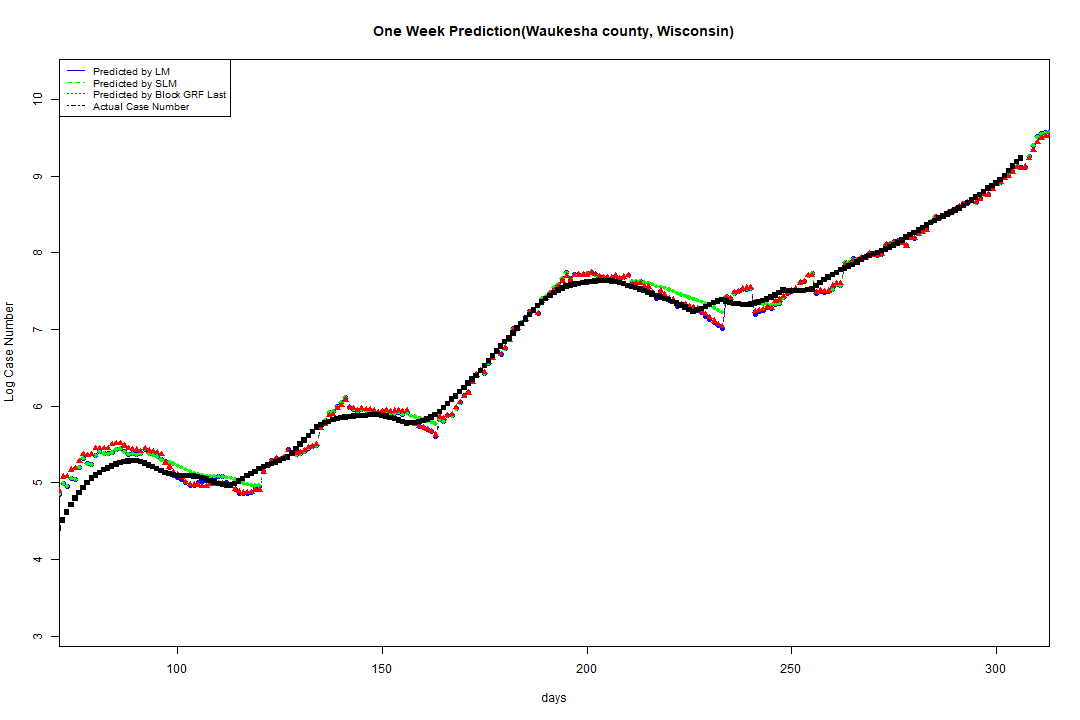 One Week Prediction(Waukesha county, Wisconsin)
Predicted by LM
Predicted by SLM
Predicted by Block GRF Last
Actual Case Number
10
9
8
7
6
5
4
3
Log Case Number
100 150 200 250 300
days